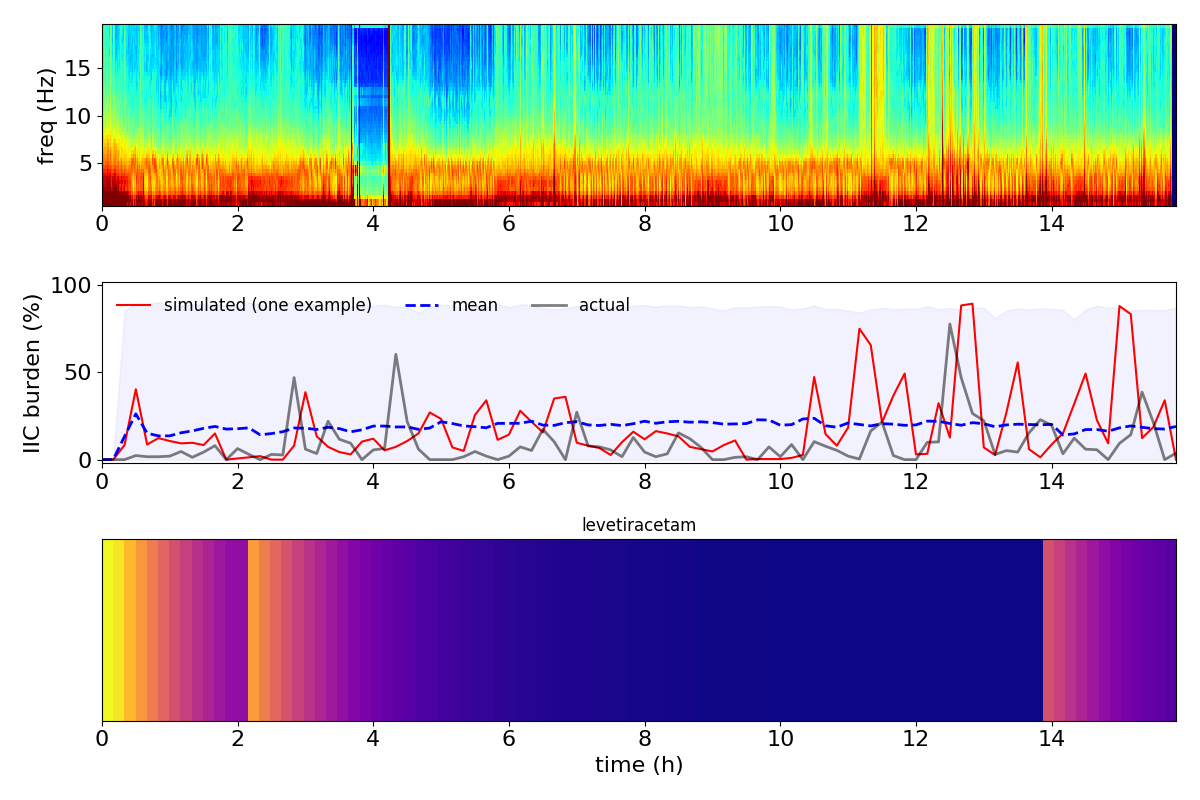 freq (Hz)
15
10
5
0 2 4 6 8 10 12 14
IIC burden (%)
100
50
0
simulated (one example) mean actual
0 2 4 6 8 10 12 14
levetiracetam
0 2 4 6 8 10 12 14
time (h)